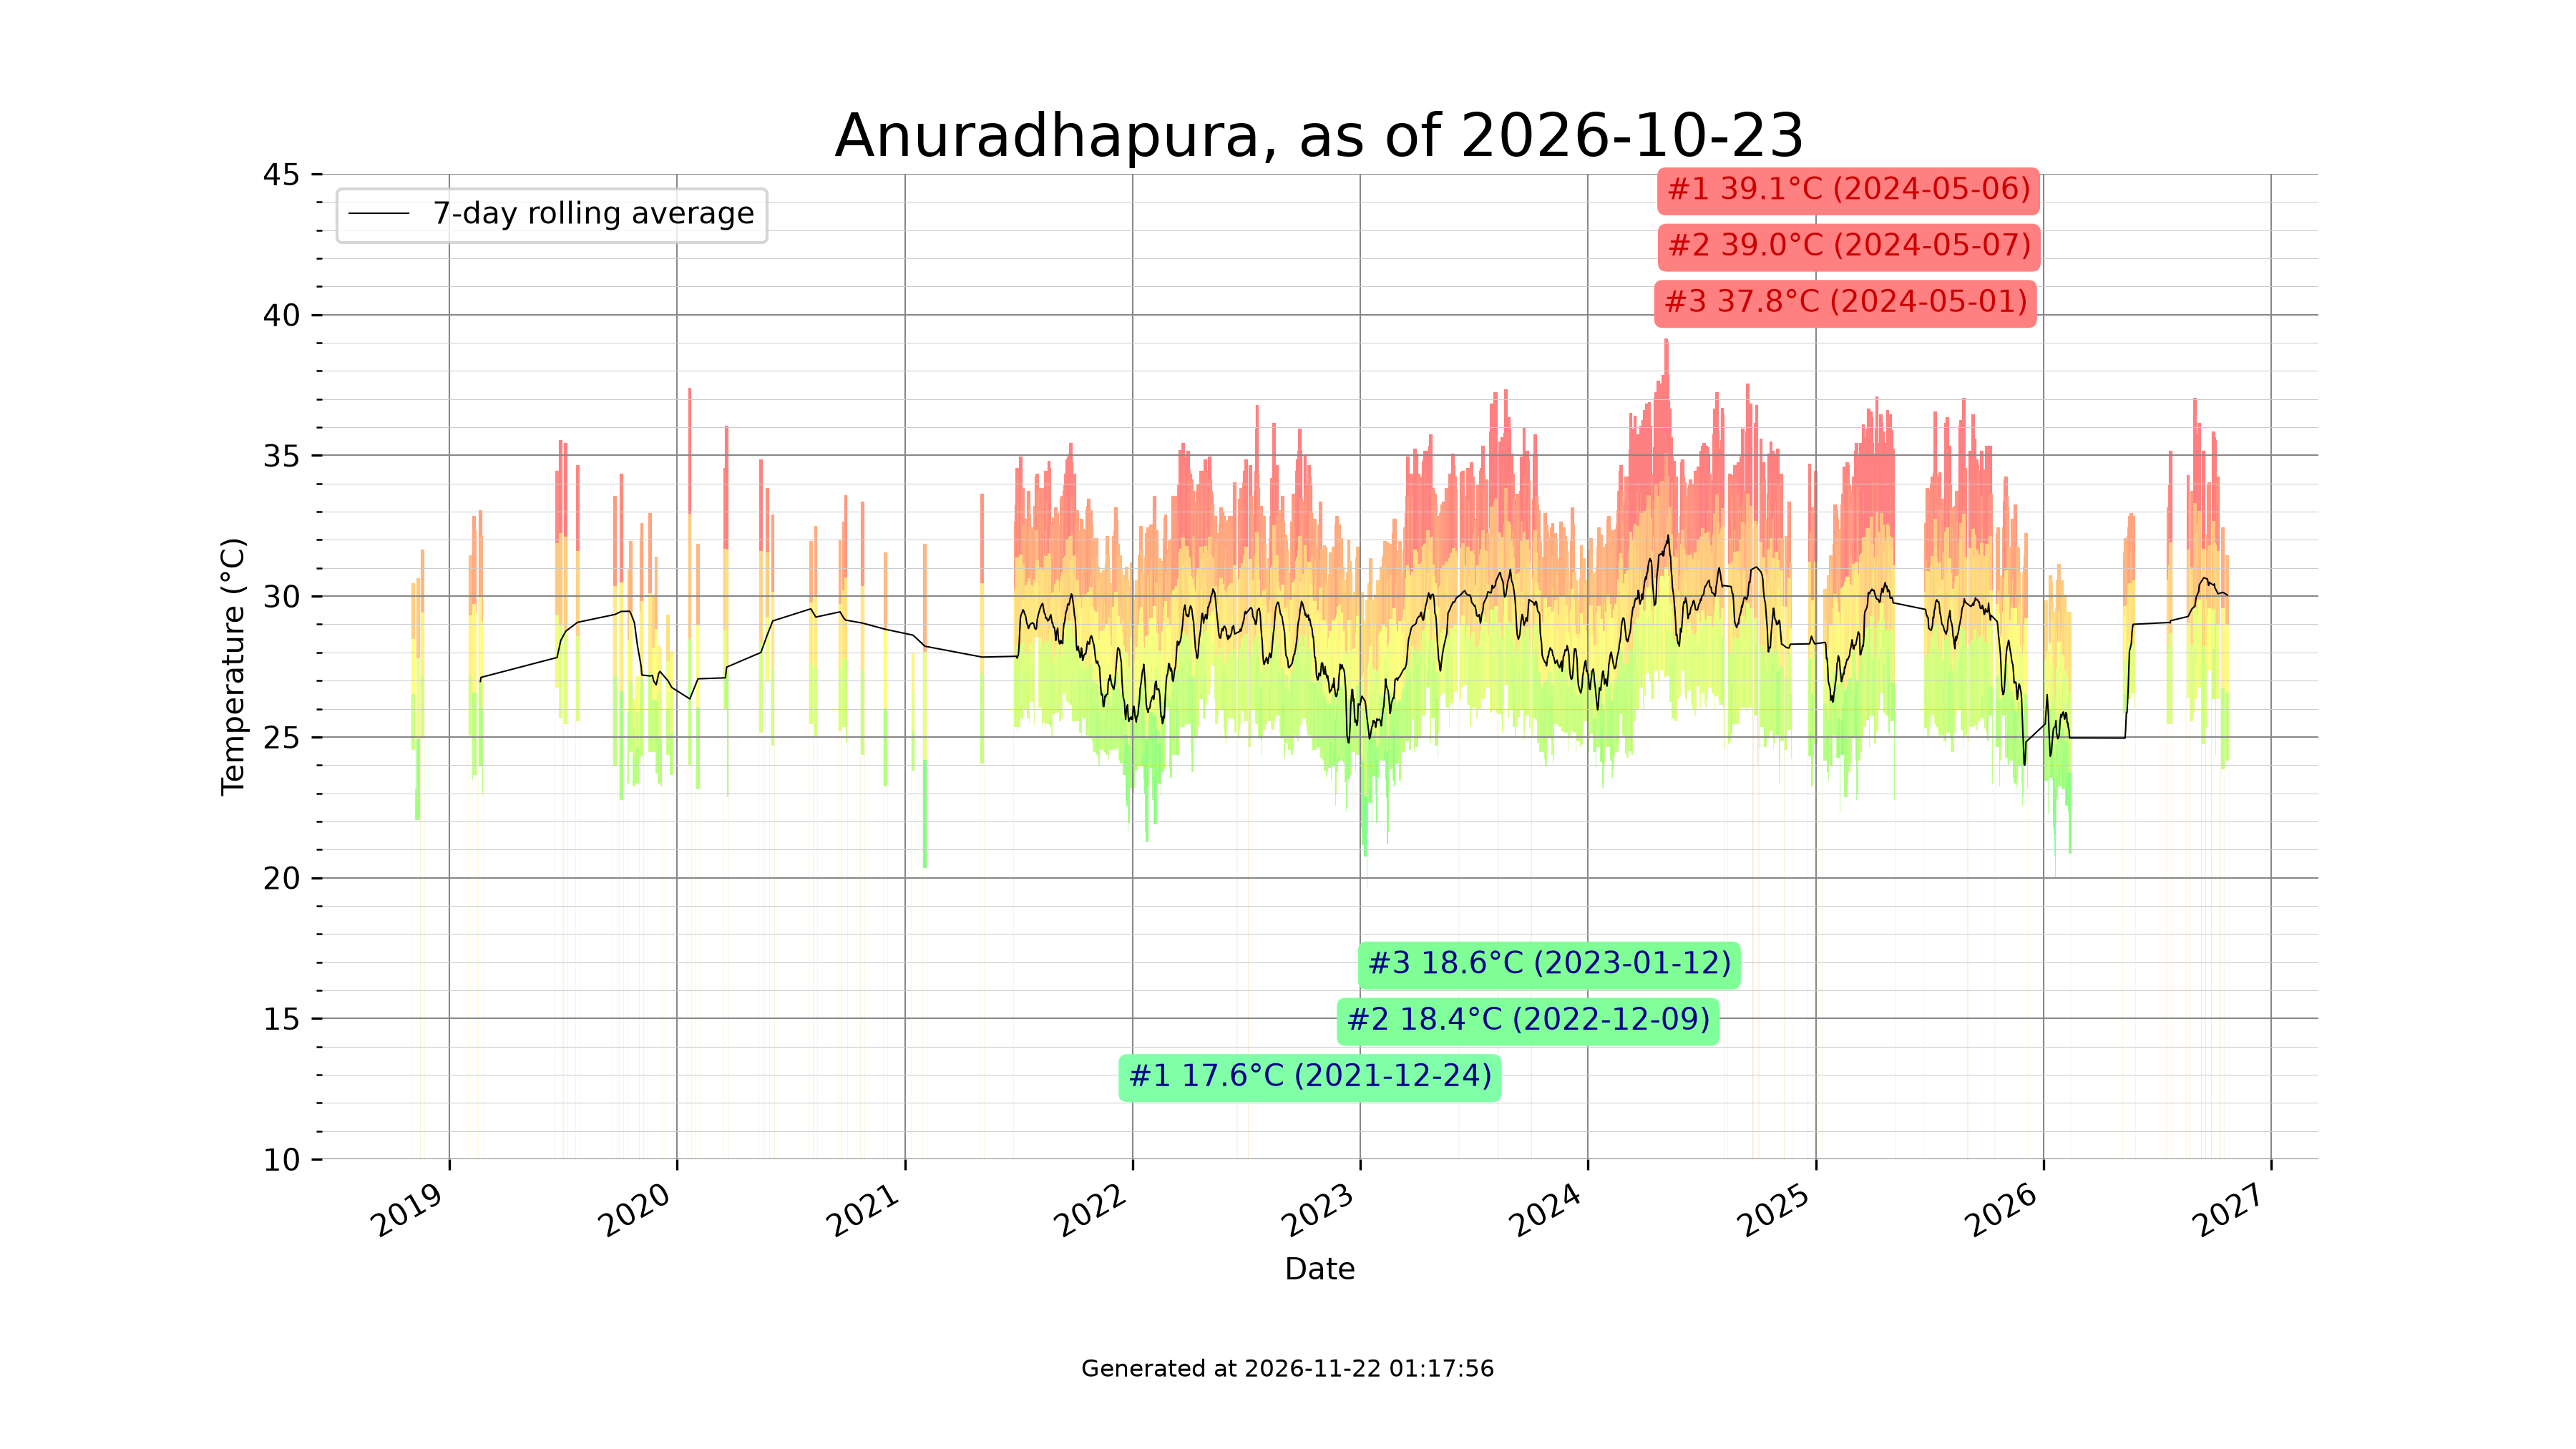 Anuradhapura, as of 2026-10-23
7-day rolling average
#1 39.1°C (2024-05-06)
#2 39.0°C (2024-05-07)
#3 37.8°C (2024-05-01)
45
40
35
30
25
20
15
10
Temperature (°C)
#3 18.6°C (2023-01-12)
#2 18.4°C (2022-12-09)
#1 17.6°C (2021-12-24)
2019
2020
2021
2022
2023
2024
2025
2026
2027
Date
Generated at 2026-11-22 01:17:56